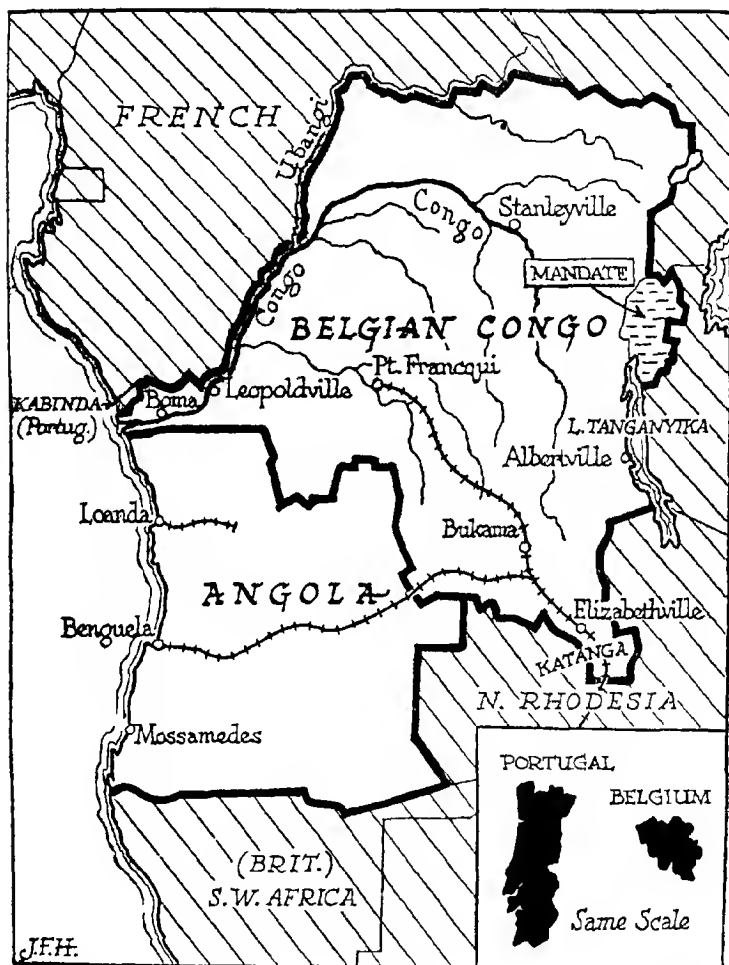 FRENCH
Ubangi
Congo
Stanleyville
MANDATE
Congo
BELGIAN CONGO
Pt. Francqui
KABINDA
(Portug.)
Boma
Leopoldville
L. TANGANYIKA
Albertville
Loanda
Bukama
ANGOLA
Benguela
Elizabethville
KATANGA
N. RHODESIA
Mossamedes
PORTUGAL
BELGIUM
(BRIT.)
S.W. AFRICA
Same Scale
J.F.H.